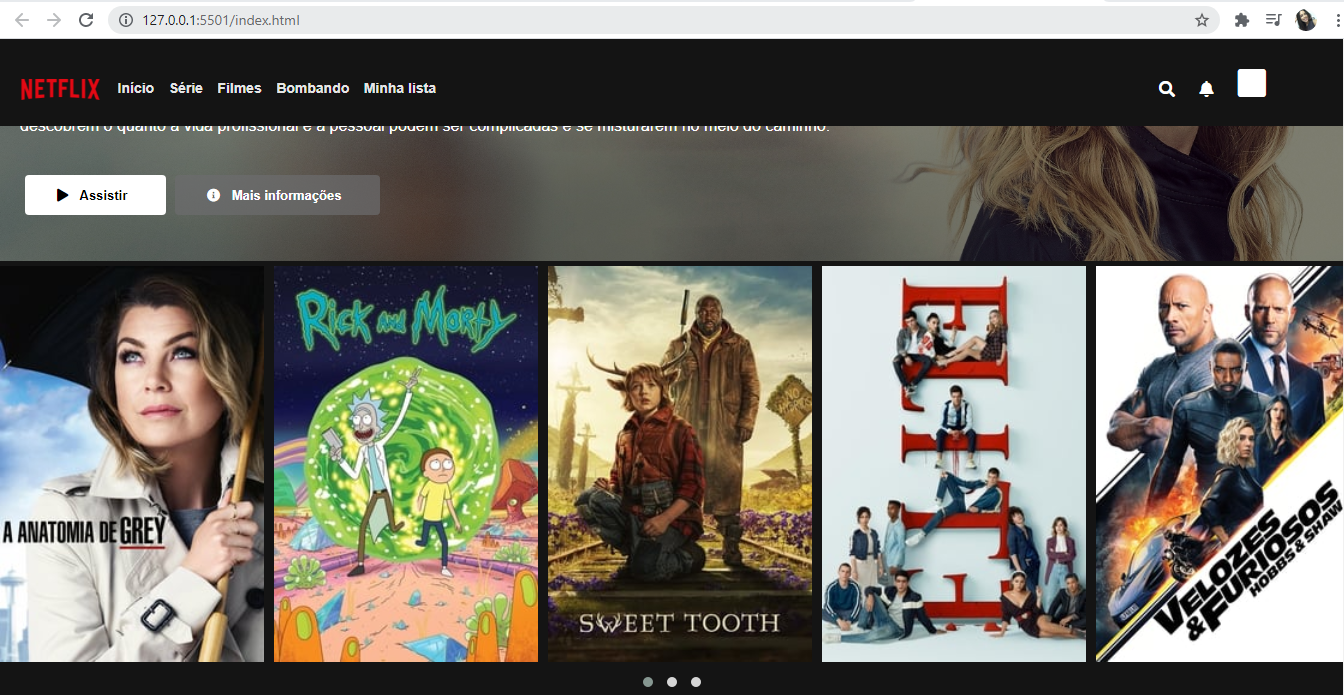 127.0.0.1:5501/index.html
NETFLIX Início Série Filmes Bombando Minha lista
descobrem o quanto a vida profissional e a pessoal podem ser complicadas e se misturarem no meio do caminho.
Assistir Mais informações
A ANATOMIA DE GREY
Rick and Morty
NO
SWEET TOOTH
ELITE
VELOZES
& FURIOSOS
HOBBS & SHAW